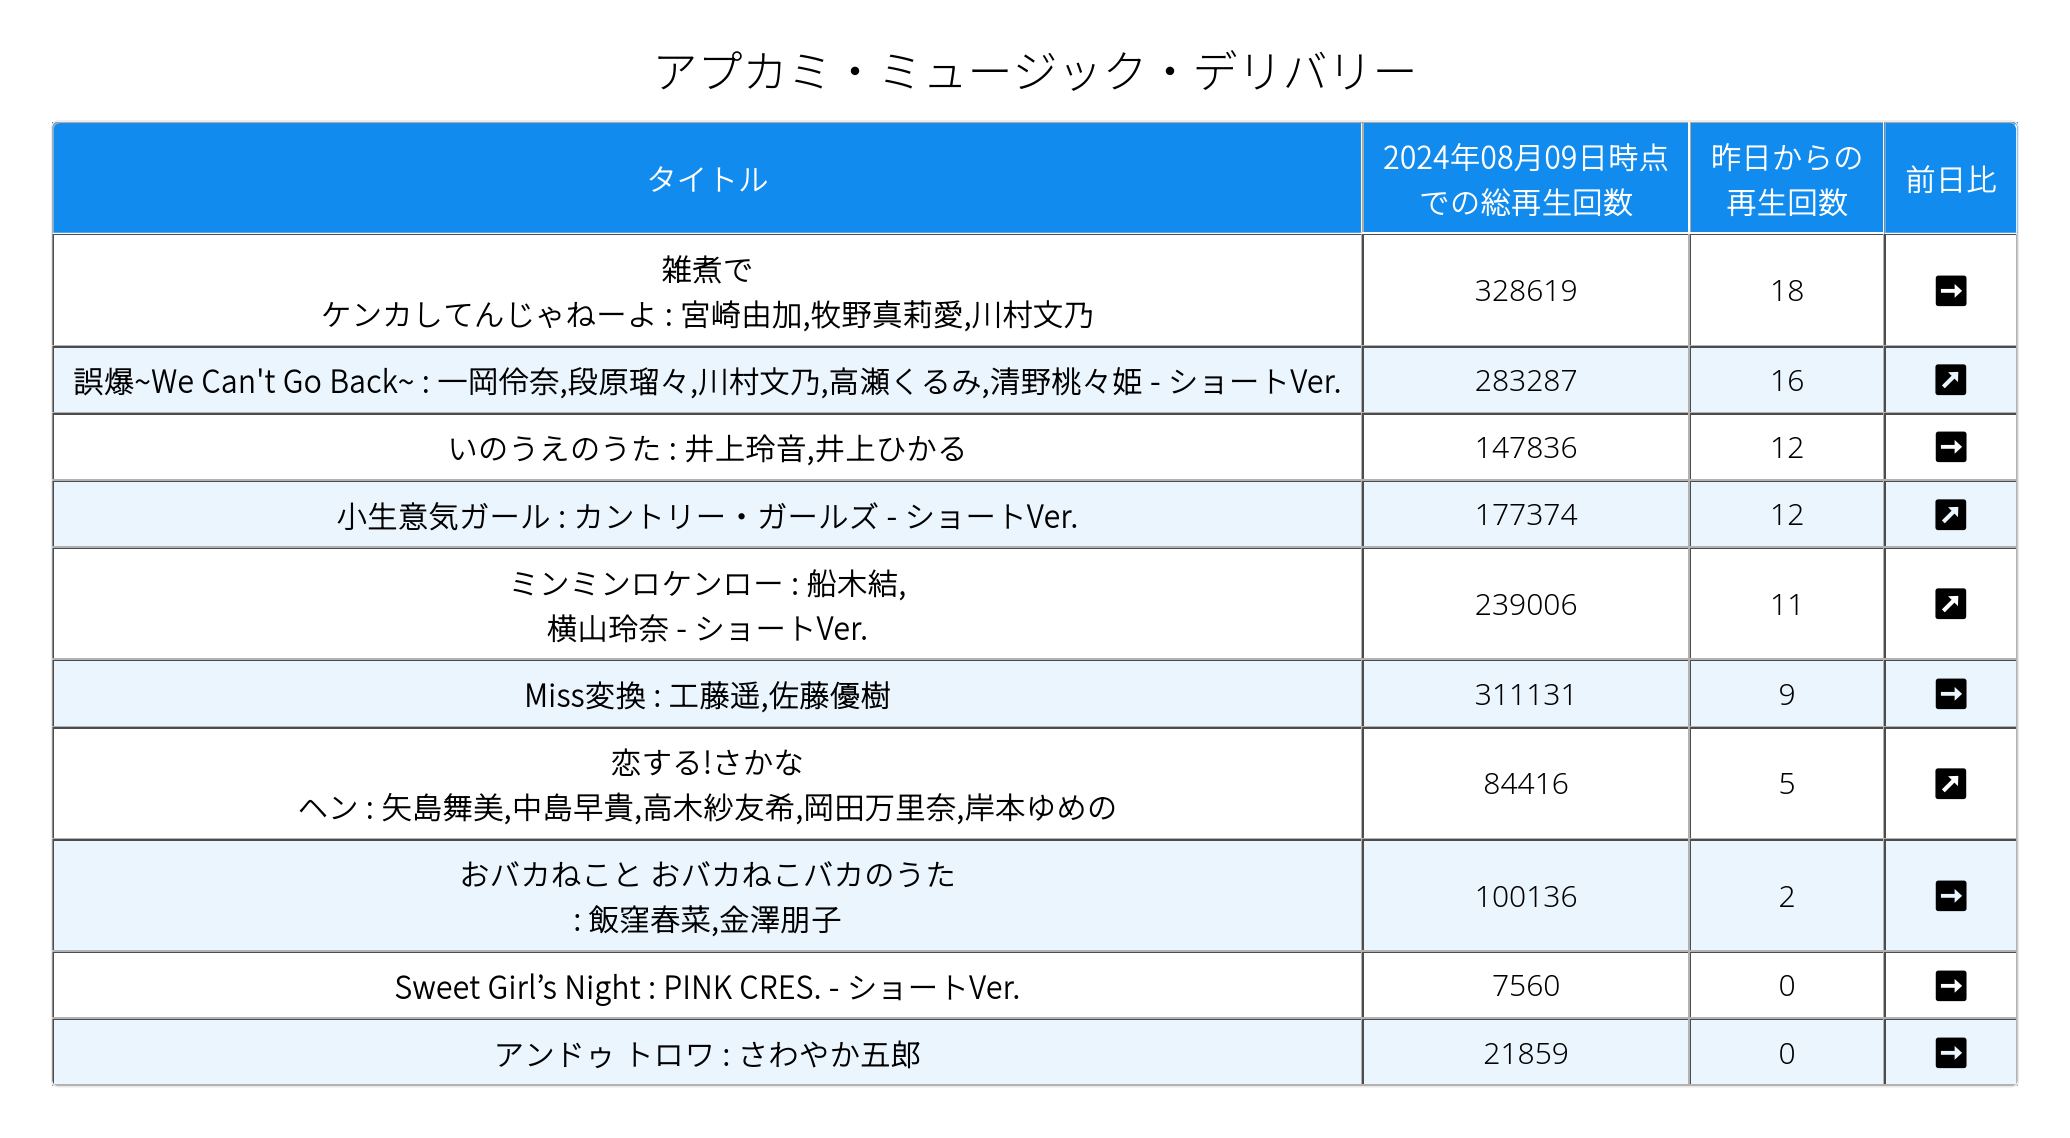 アプカミ・ミュージック・デリバリー
タイトル
2024年08月09日時点
での総再生回数
昨日からの
再生回数
前日比
雑煮で
ケンカしてんじゃねーよ : 宮崎由加,牧野真莉愛,川村文乃
328619
18
誤爆~We Can't Go Back~ : 一岡伶奈,段原瑠々,川村文乃,高瀬くるみ,清野桃々姫 - ショートVer.
283287
16
いのうえのうた : 井上玲音,井上ひかる
147836
12
小生意気ガール : カントリー・ガールズ - ショートVer.
177374
12
ミンミンロケンロー : 船木結,
横山玲奈 - ショートVer.
239006
11
Miss変換 : 工藤遥,佐藤優樹
311131
9
恋する!さかな
ヘン : 矢島舞美,中島早貴,高木紗友希,岡田万里奈,岸本ゆめの
84416
5
おバカねこと おバカねこバカのうた
: 飯窪春菜,金澤朋子
100136
2
Sweet Girl’s Night : PINK CRES. - ショートVer.
7560
0
アンドゥ トロワ : さわやか五郎
21859
0